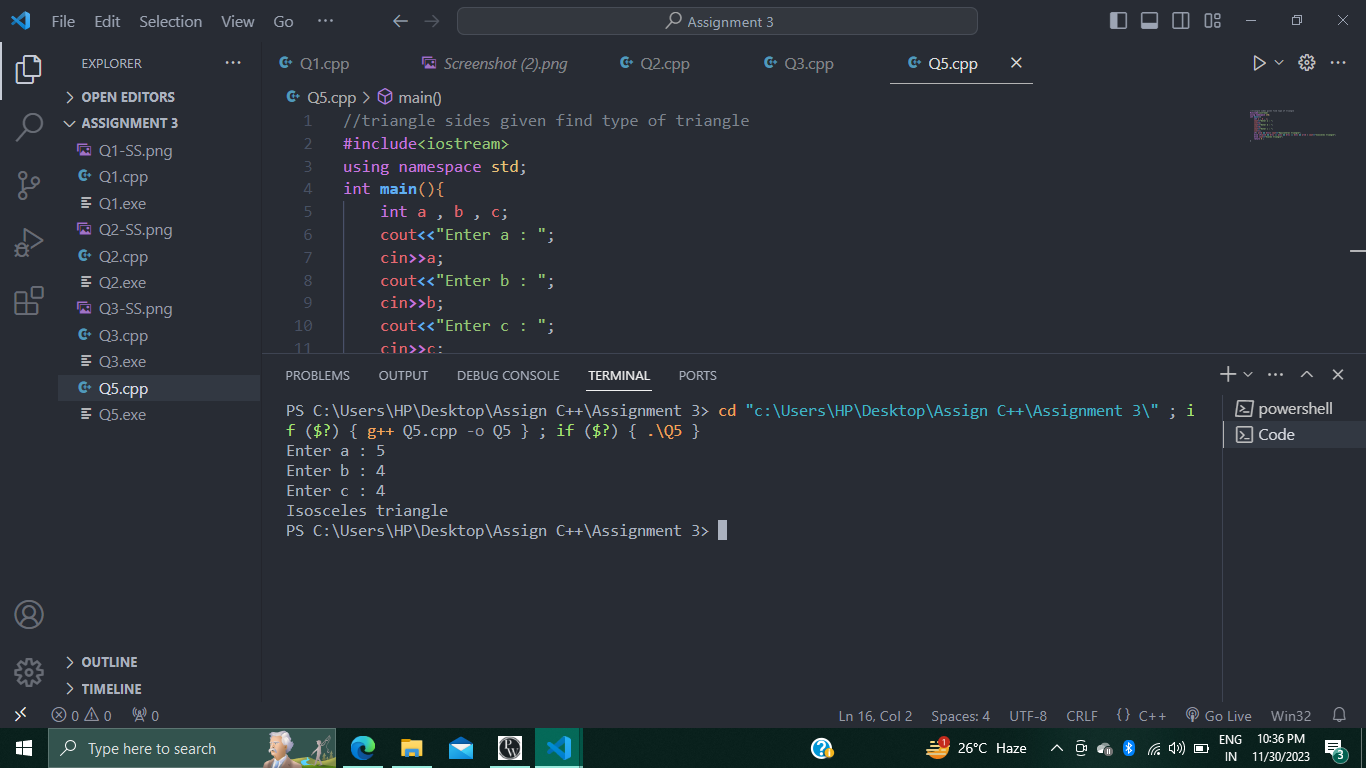 File Edit Selection View Go ··· Assignment 3
EXPLORER ···
OPEN EDITORS
ASSIGNMENT 3
Q1-SS.png
Q1.cpp
Q1.exe
Q2-SS.png
Q2.cpp
Q2.exe
Q3-SS.png
Q3.cpp
Q3.exe
Q5.cpp
Q5.exe
OUTLINE
TIMELINE
Q1.cpp Screenshot (2).png Q2.cpp Q3.cpp Q5.cpp
Q5.cpp > main()
1 //triangle sides given find type of triangle
2 #include<iostream>
3 using namespace std;
4 int main(){
5 int a , b , c;
6 cout<<"Enter a : ";
7 cin>>a;
8 cout<<"Enter b : ";
9 cin>>b;
10 cout<<"Enter c : ";
11 cin>>c;
PROBLEMS OUTPUT DEBUG CONSOLE TERMINAL PORTS
PS C:\Users\HP\Desktop\Assign C++\Assignment 3> cd "c:\Users\HP\Desktop\Assign C++\Assignment 3\" ; i
f ($?) { g++ Q5.cpp -o Q5 } ; if ($?) { .\Q5 }
Enter a : 5
Enter b : 4
Enter c : 4
Isosceles triangle
PS C:\Users\HP\Desktop\Assign C++\Assignment 3>
powershell
Code
0 0 0 Ln 16, Col 2 Spaces: 4 UTF-8 CRLF {} C++ Go Live Win32
Type here to search 1 26°C Haze ENG IN 10:36 PM 11/30/2023 3